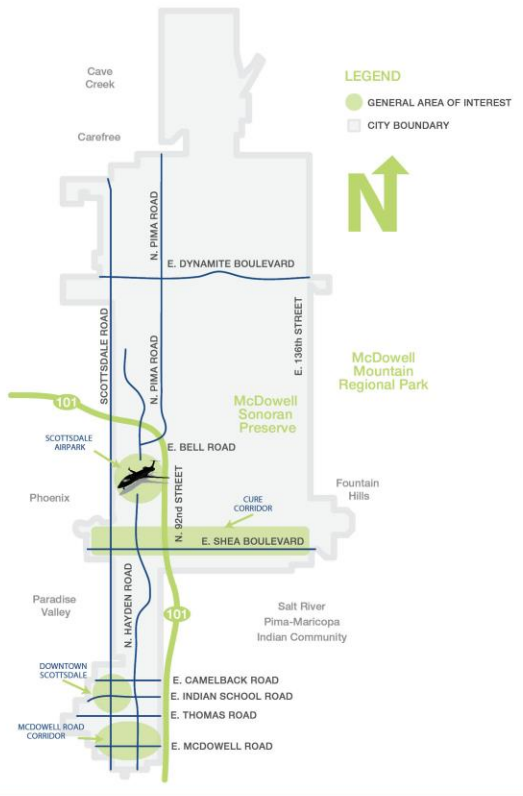 Cave
Creek
LEGEND
GENERAL AREA OF INTEREST
CITY BOUNDARY
Carefree
N
N. PIMA ROAD
E. DYNAMITE BOULEVARD
SCOTTSDALE ROAD
N. PIMA ROAD
E. 136th STREET
McDowell
Mountain
Regional Park
101
McDowell
Sonoran
Preserve
SCOTTSDALE
AIRPARK
E. BELL ROAD
Phoenix
N. 92nd STREET
Fountain
Hills
CURE
CORRIDOR
E. SHEA BOULEVARD
Paradise
Valley
N. HAYDEN ROAD
101
Salt River
Pima-Maricopa
Indian Community
DOWNTOWN
SCOTTSDALE
E. CAMELBACK ROAD
E. INDIAN SCHOOL ROAD
E. THOMAS ROAD
MCDOWELL ROAD
CORRIDOR
E. MCDOWELL ROAD